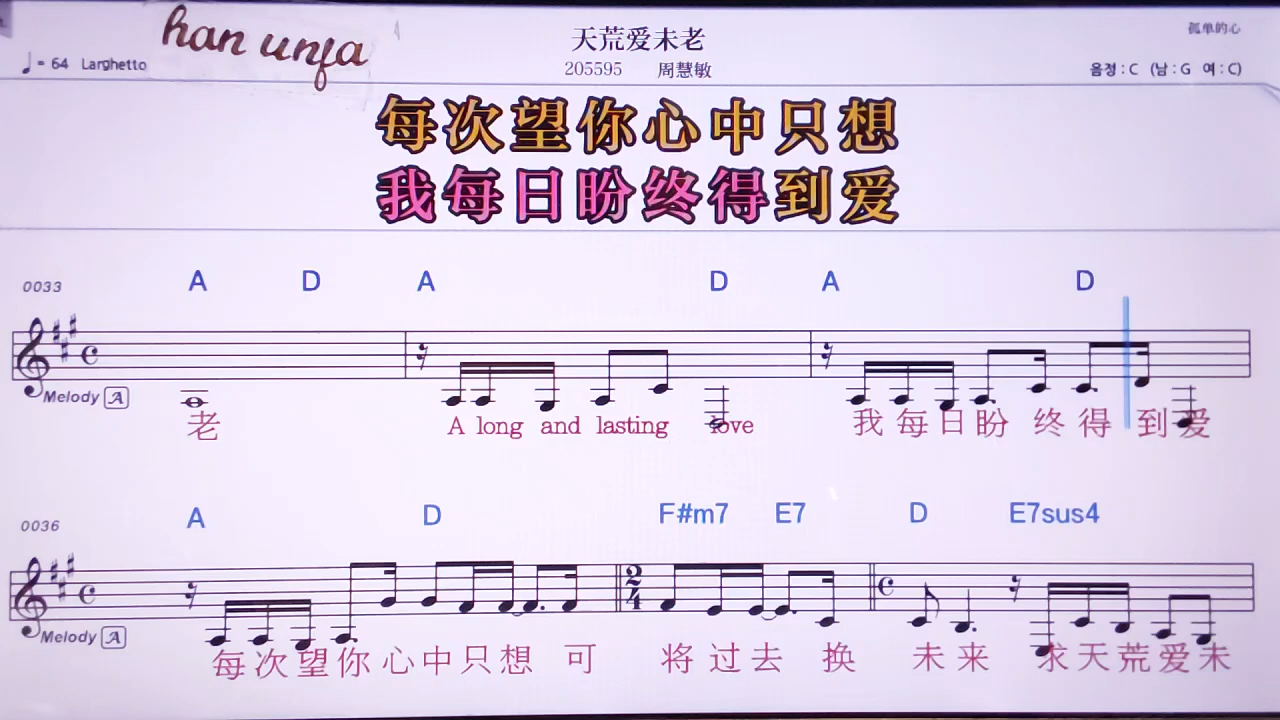 han unfa
天荒爱未老
孤单的心
♩= 64 Larghetto
205595 周慧敏
음정 : C (남 : G 여 : C)
每次望你心中只想
我每日盼终得到爱
0033 A D A D A D
Melody A
老 A long and lasting love 我每日盼 终得 到爱
0036 A D F#m7 E7 D E7sus4
2/4
Melody A
每次望你心中只想 可 将过去 换 未来 求天荒爱未